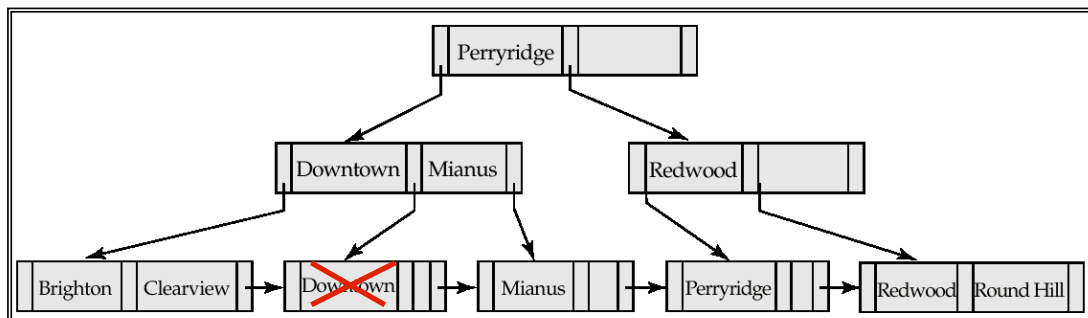 Perryridge
Downtown Mianus Redwood
Brighton Clearview Downtown Mianus Perryridge Redwood Round Hill